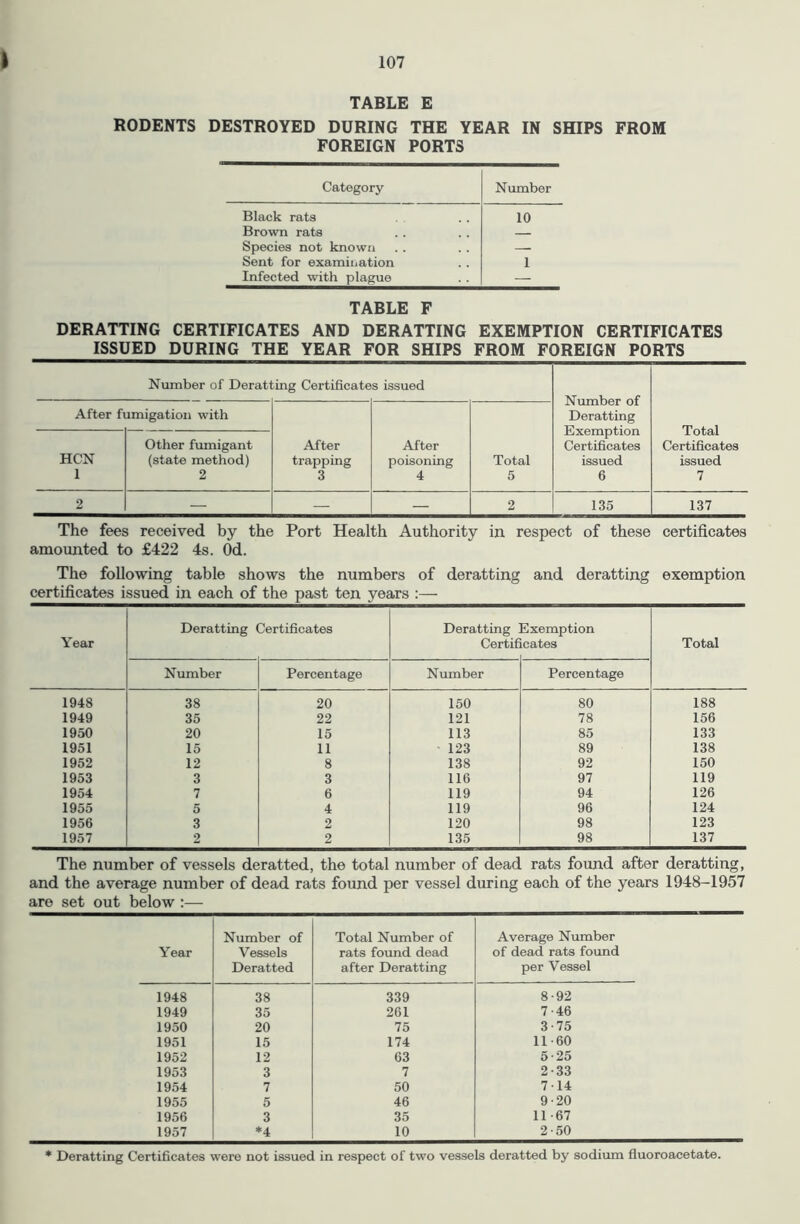 107
TABLE E
RODENTS DESTROYED DURING THE YEAR IN SHIPS FROM
FOREIGN PORTS
Category Number
Black rats . . . . 10
Brown rats . . . . —
Species not known . . . . —
Sent for examination . . 1
Infected with plague . . —
TABLE F
DERATTING CERTIFICATES AND DERATTING EXEMPTION CERTIFICATES
ISSUED DURING THE YEAR FOR SHIPS FROM FOREIGN PORTS
Number of Deratting Certificates issued
After fumigation with
HCN
1
Other fumigant
(state method)
2
After
trapping
3
After
poisoning
4
Total
5
Number of
Deratting
Exemption
Certificates
issued
6
Total
Certificates
issued
7
2 — — — 2 135 137
The fees received by the Port Health Authority in respect of these certificates
amounted to £422 4s. 0d.
The following table shows the numbers of deratting and deratting exemption
certificates issued in each of the past ten years :—
Year
Deratting Certificates
Deratting Exemption
Certificates
Total
Number Percentage Number Percentage
1948 38 20 150 80 188
1949 35 22 121 78 156
1950 20 15 113 85 133
1951 15 11 123 89 138
1952 12 8 138 92 150
1953 3 3 116 97 119
1954 7 6 119 94 126
1955 5 4 119 96 124
1956 3 2 120 98 123
1957 2 2 135 98 137
The number of vessels deratted, the total number of dead rats found after deratting,
and the average number of dead rats found per vessel during each of the years 1948–1957
are set out below :—
Year
Number of
Vessels
Deratted
Total Number of
rats found dead
after Deratting
Average Number
of dead rats found
per Vessel
1948 38 339 8·92
1949 35 261 7·46
1950 20 75 3·75
1951 15 174 11·60
1952 12 63 5·25
1953 3 7 2·33
1954 7 50 7·14
1955 5 46 9·20
1956 3 35 11·67
1957 *4 10 2·50
* Deratting Certificates were not issued in respect of two vessels deratted by sodium fluoroacetate.